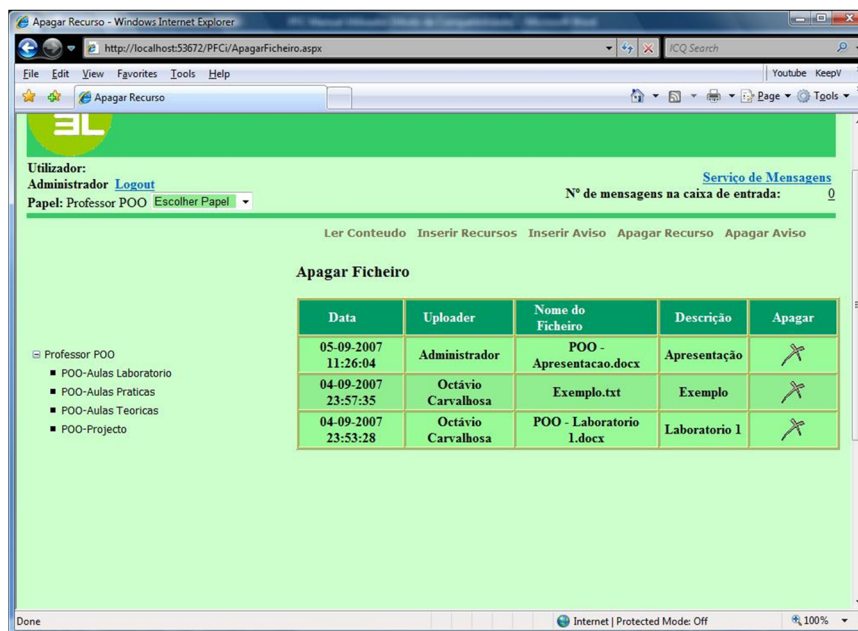 Apagar Recurso - Windows Internet Explorer
http://localhost:53672/PFCi/ApagarFicheiro.aspx
ICQ Search
File Edit View Favorites Tools Help
Youtube KeepV
Apagar Recurso
Page Tools
3L
Utilizador:
Administrador Logout
Serviço de Mensagens
Papel: Professor POO Escolher Papel
Nº de mensagens na caixa de entrada: 0
Ler Conteudo Inserir Recursos Inserir Aviso Apagar Recurso Apagar Aviso
Apagar Ficheiro
Data Uploader Nome do Ficheiro Descrição Apagar
05-09-2007 11:26:04 Administrador POO - Apresentacao.docx Apresentação
04-09-2007 23:57:35 Octávio Carvalhosa Exemplo.txt Exemplo
04-09-2007 23:53:28 Octávio Carvalhosa POO - Laboratorio 1.docx Laboratorio 1
Professor POO
POO-Aulas Laboratorio
POO-Aulas Praticas
POO-Aulas Teoricas
POO-Projecto
Done
Internet | Protected Mode: Off
100%